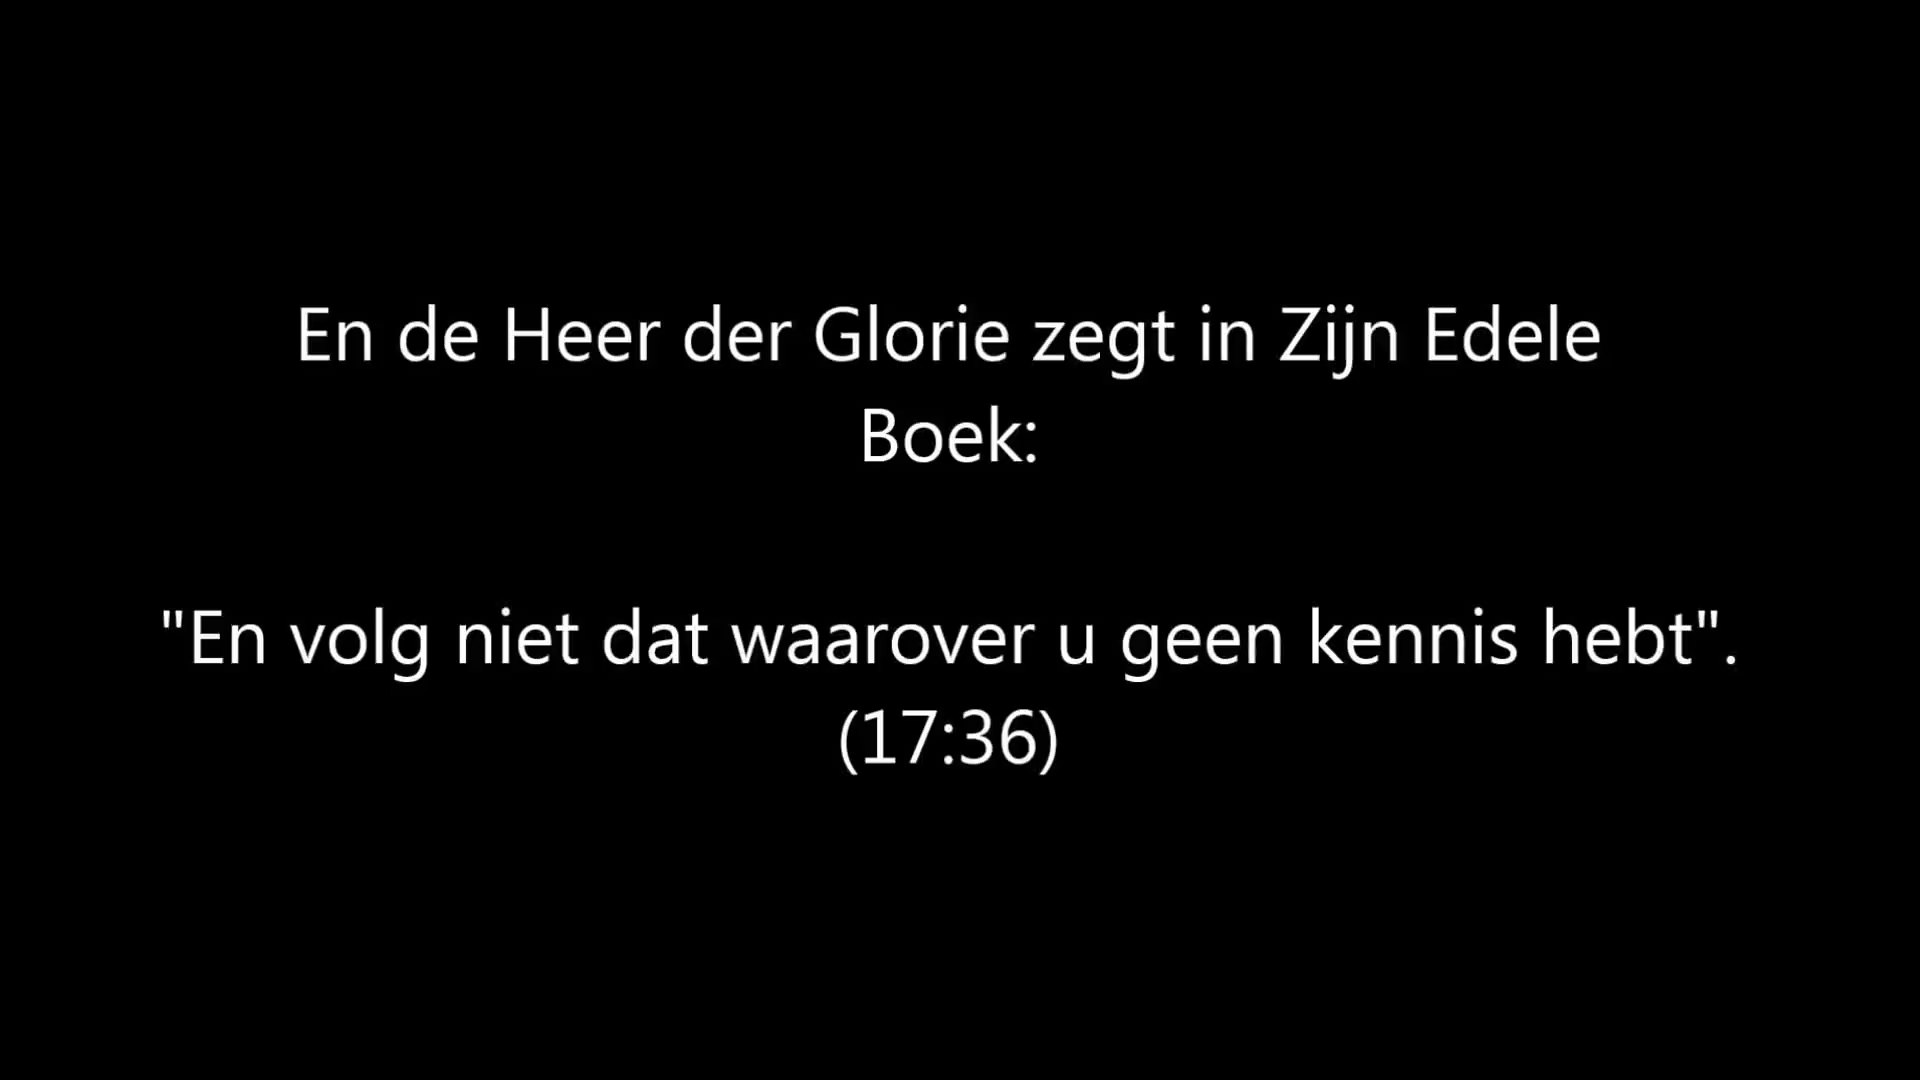 En de Heer der Glorie zegt in Zijn Edele
Boek:
"En volg niet dat waarover u geen kennis hebt".
(17:36)